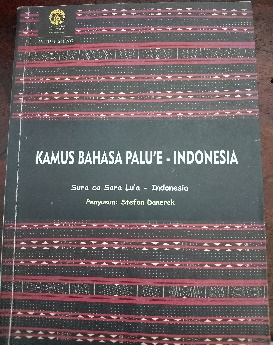 KAMUS BAHASA PALU'E - INDONESIA
Sara ca Sara Lu'a - Indonesia
Penyusun: Stefan Danerek